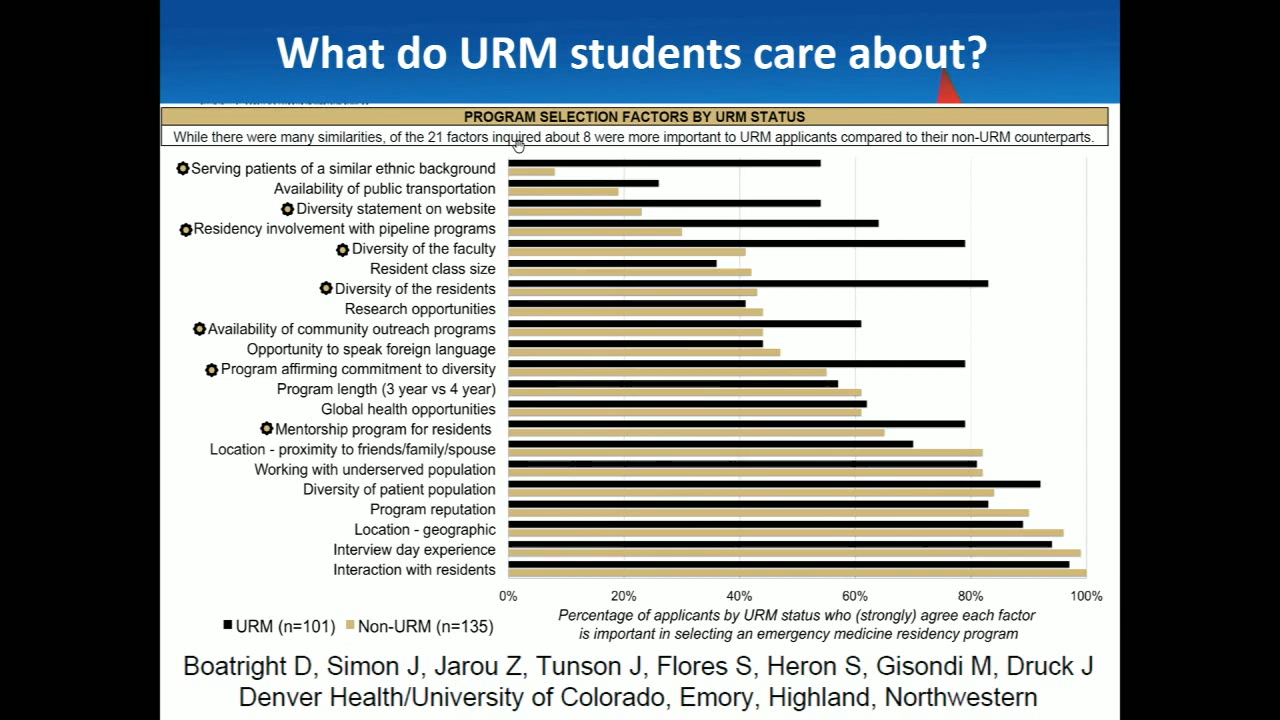 What do URM students care about?
PROGRAM SELECTION FACTORS BY URM STATUS
While there were many similarities, of the 21 factors inquired about 8 were more important to URM applicants compared to their non-URM counterparts.
Serving patients of a similar ethnic background
Availability of public transportation
Diversity statement on website
Residency involvement with pipeline programs
Diversity of the faculty
Resident class size
Diversity of the residents
Research opportunities
Availability of community outreach programs
Opportunity to speak foreign language
Program affirming commitment to diversity
Program length (3 year vs 4 year)
Global health opportunities
Mentorship program for residents
Location - proximity to friends/family/spouse
Working with underserved population
Diversity of patient population
Program reputation
Location - geographic
Interview day experience
Interaction with residents
0% 20% 40% 60% 80% 100%
Percentage of applicants by URM status who (strongly) agree each factor
is important in selecting an emergency medicine residency program
URM (n=101) Non-URM (n=135)
Boatright D, Simon J, Jarou Z, Tunson J, Flores S, Heron S, Gisondi M, Druck J
Denver Health/University of Colorado, Emory, Highland, Northwestern